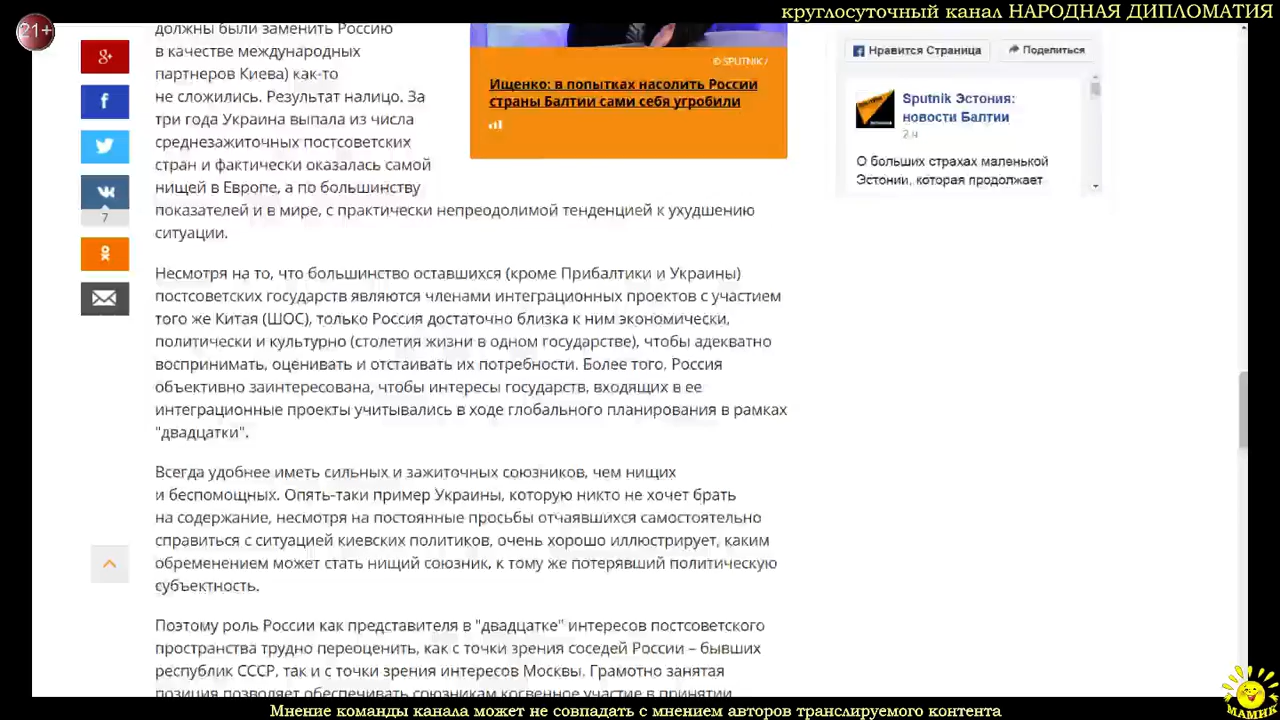 круглосуточный канал НАРОДНАЯ ДИПЛОМАТИЯ
21+
должны были заменить Россию
в качестве международных
партнеров Киева) как-то
не сложились. Результат налицо. За
три года Украина выпала из числа
среднезажиточных постсоветских
стран и фактически оказалась самой
нищей в Европе, а по большинству
показателей и в мире, с практически непреодолимой тенденцией к ухудшению
ситуации.
© SPUTNIK /
Ищенко: в попытках насолить России
страны Балтии сами себя угробили
Нравится Страница
Поделиться
Sputnik Эстония:
новости Балтии
2 ч
О больших страхах маленькой
Эстонии, которая продолжает
7
Несмотря на то, что большинство оставшихся (кроме Прибалтики и Украины)
постсоветских государств являются членами интеграционных проектов с участием
того же Китая (ШОС), только Россия достаточно близка к ним экономически,
политически и культурно (столетия жизни в одном государстве), чтобы адекватно
воспринимать, оценивать и отстаивать их потребности. Более того, Россия
объективно заинтересована, чтобы интересы государств, входящих в ее
интеграционные проекты учитывались в ходе глобального планирования в рамках
"двадцатки".
Всегда удобнее иметь сильных и зажиточных союзников, чем нищих
и беспомощных. Опять-таки пример Украины, которую никто не хочет брать
на содержание, несмотря на постоянные просьбы отчаявшихся самостоятельно
справиться с ситуацией киевских политиков, очень хорошо иллюстрирует, каким
обременением может стать нищий союзник, к тому же потерявший политическую
субъектность.
Поэтому роль России как представителя в "двадцатке" интересов постсоветского
пространства трудно переоценить, как с точки зрения соседей России – бывших
республик СССР, так и с точки зрения интересов Москвы. Грамотно занятая
позиция позволяет обеспечивать союзникам косвенное участие в принятии
МАМИК
Мнение команды канала может не совпадать с мнением авторов транслируемого контента